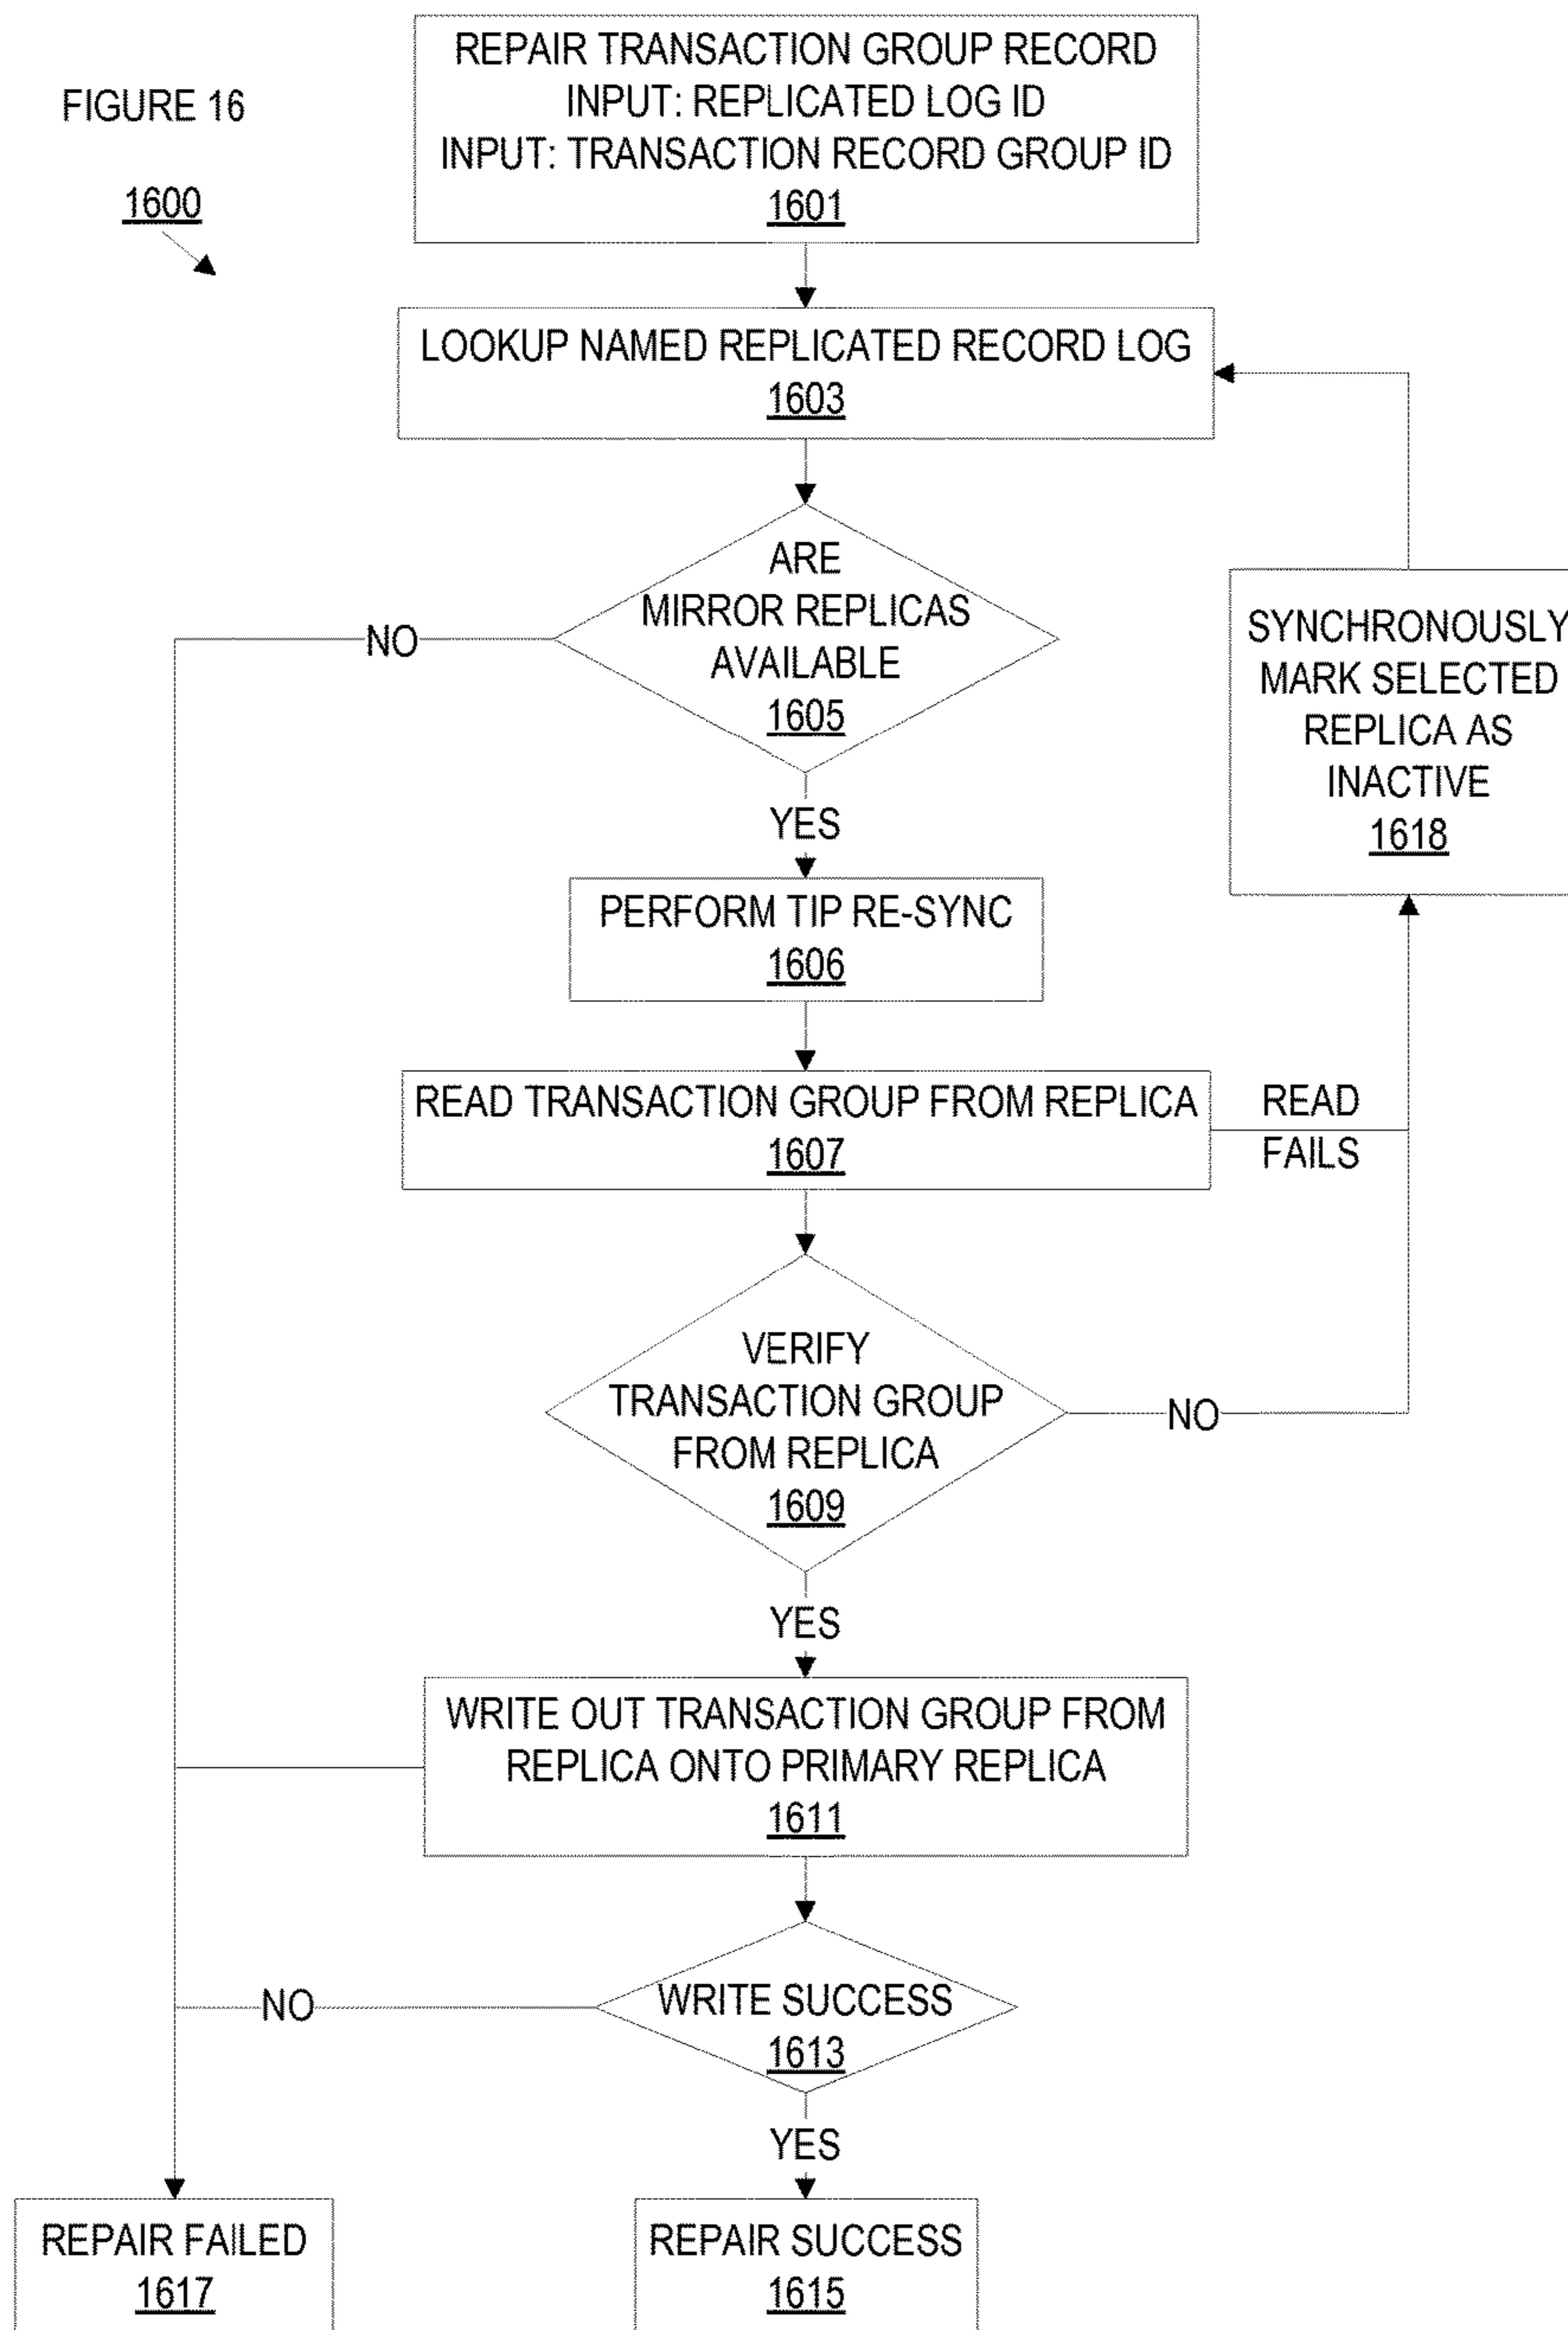 FIGURE 16
1600
REPAIR TRANSACTION GROUP RECORD
INPUT: REPLICATED LOG ID
INPUT: TRANSACTION RECORD GROUP ID
1601
LOOKUP NAMED REPLICATED RECORD LOG
1603
ARE
MIRROR REPLICAS
AVAILABLE
1605
NO
YES
SYNCHRONOUSLY
MARK SELECTED
REPLICA AS
INACTIVE
1618
PERFORM TIP RE-SYNC
1606
READ TRANSACTION GROUP FROM REPLICA
1607
READ
FAILS
VERIFY
TRANSACTION GROUP
FROM REPLICA
1609
NO
YES
WRITE OUT TRANSACTION GROUP FROM
REPLICA ONTO PRIMARY REPLICA
1611
WRITE SUCCESS
1613
NO
YES
REPAIR FAILED
1617
REPAIR SUCCESS
1615